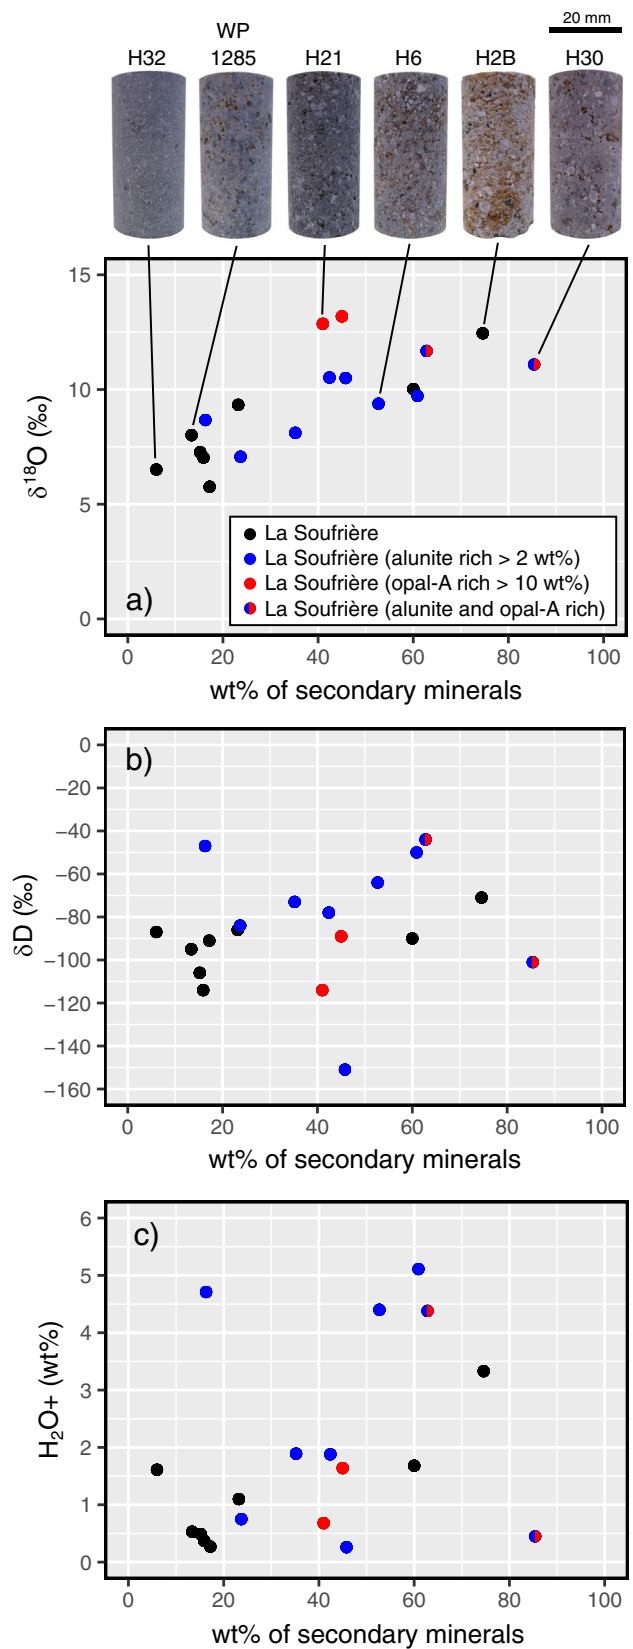 20 mm
WP
H32 1285 H21 H6 H2B H30
15
10
5
0
δ¹⁸O (‰)
La Soufrière
La Soufrière (alunite rich > 2 wt%)
La Soufrière (opal-A rich > 10 wt%)
La Soufrière (alunite and opal-A rich)
a)
0 20 40 60 80 100
wt% of secondary minerals
b)
0
−20
−40
−60
−80
−100
−120
−140
−160
δD (‰)
0 20 40 60 80 100
wt% of secondary minerals
c)
6
5
4
3
2
1
0
H₂O+ (wt%)
0 20 40 60 80 100
wt% of secondary minerals